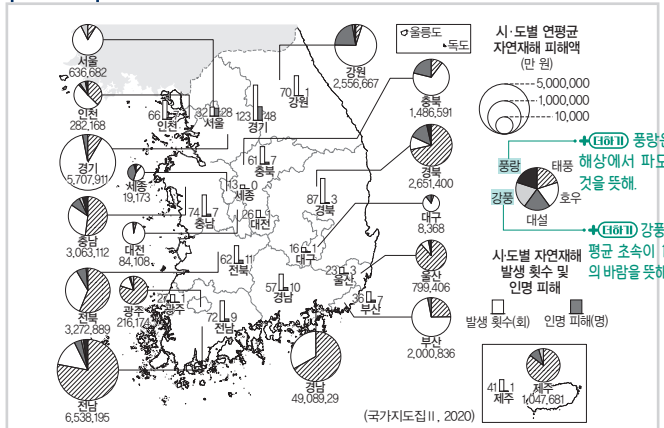 울릉도
독도
서울
636,682
인천
282,168
경기
5,707,911
세종
19,173
충남
3,063,112
대전
84,108
전북
3,272,889
광주
216,174
전남
6,538,195
강원
2,556,667
충북
1,486,591
경북
2,651,400
대구
8,368
울산
799,406
부산
2,000,836
경남
49,089,29
제주
1,047,681
66
인천
32 28
서울
123 48
경기
70 1
강원
61 7
충북
13 0
세종
74 7
충남
26
대전
87 3
경북
16 1
대구
62 11
전북
23 3
울산
57 10
경남
36 7
부산
27
광주
72 9
전남
41 1
제주
시·도별 연평균
자연재해 피해액
(만 원)
5,000,000
1,000,000
10,000
풍랑
강풍
태풍
호우
대설
+더하기 풍랑은
해상에서 파도
것을 뜻해.
+더하기 강풍
평균 초속이 1
의 바람을 뜻해
시·도별 자연재해
발생 횟수 및
인명 피해
발생 횟수(회)
인명 피해(명)
(국가지도집Ⅱ, 2020)